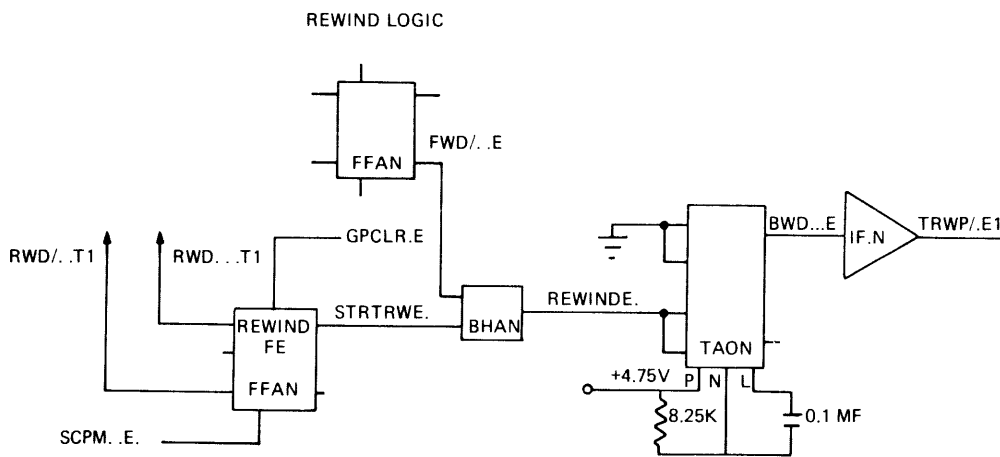 REWIND LOGIC
FFAN
FWD/..E
GPCLR.E
RWD/..T1
RWD...T1
REWIND
FE
FFAN
STRTRWE.
BHAN
REWINDE.
SCPM..E.
TAON
BWD...E
IF.N
TRWP/.E1
+4.75V
P
N
L
8.25K
0.1 MF